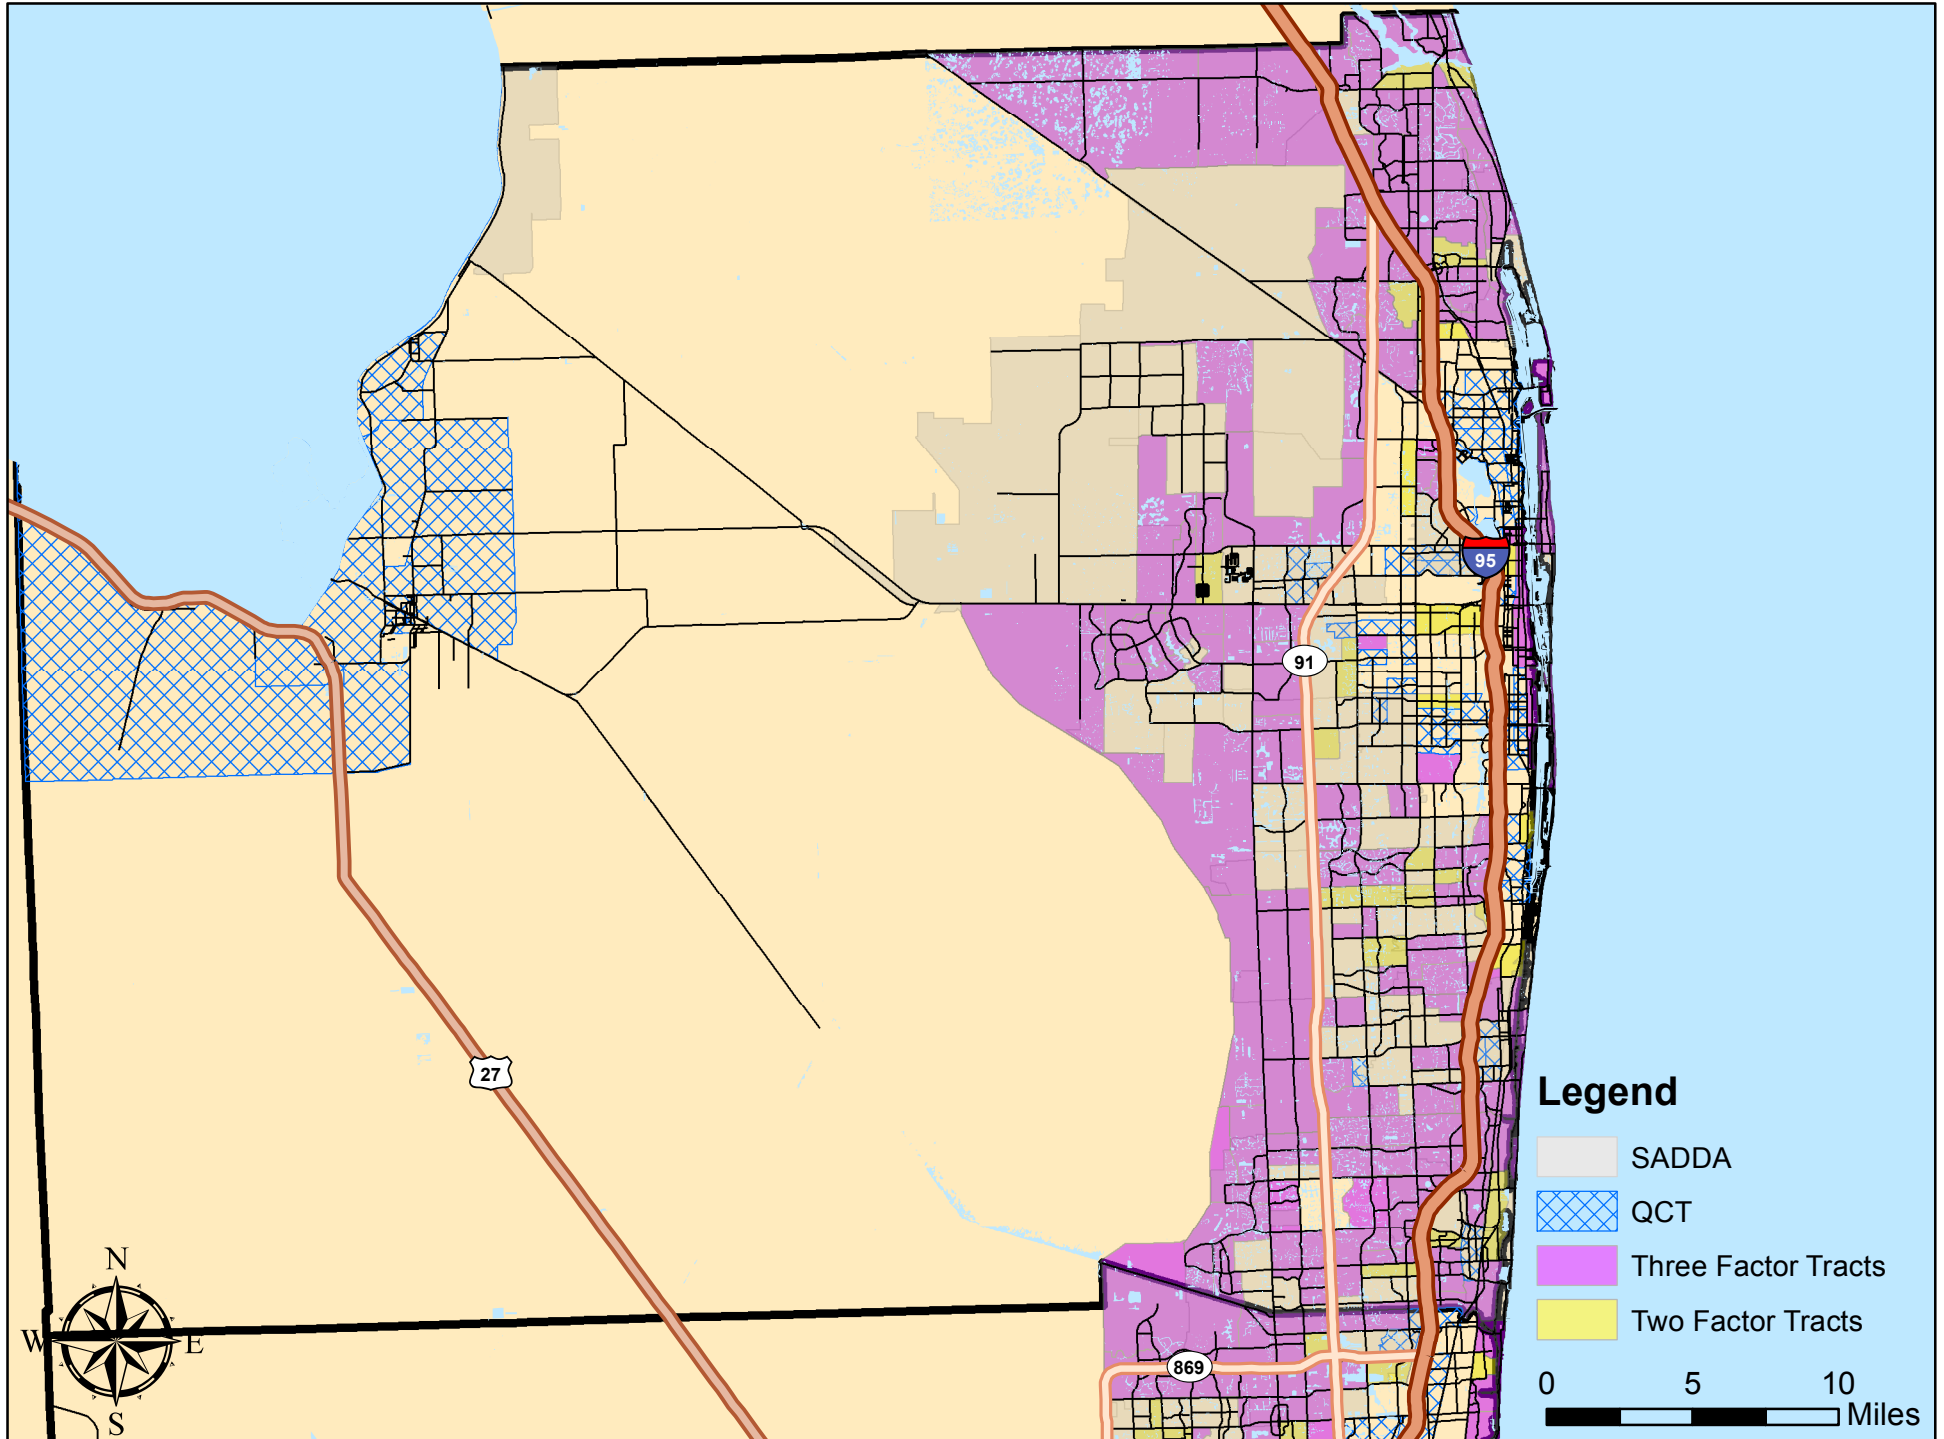 95
91
27
869
N
W E
S
Legend
SADDA
QCT
Three Factor Tracts
Two Factor Tracts
0 5 10
Miles